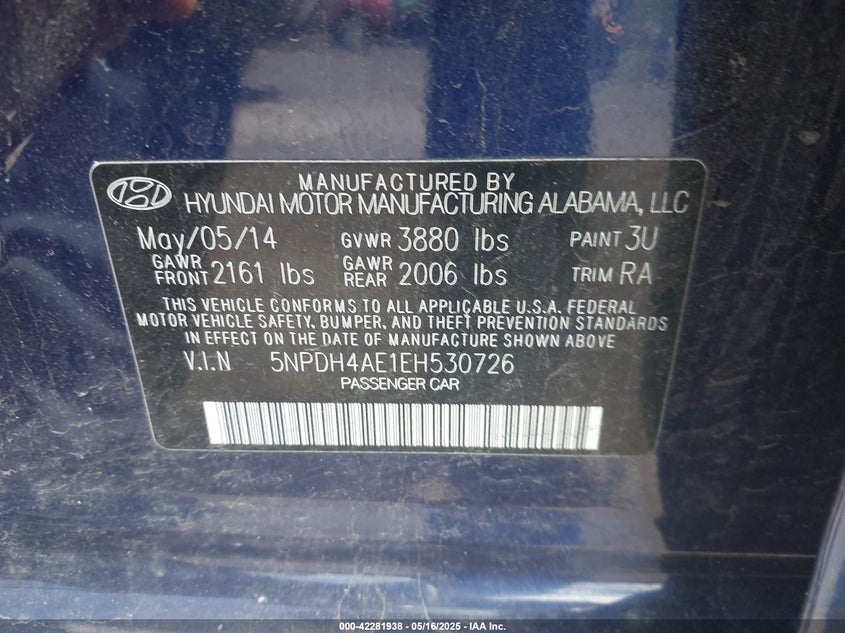 MANUFACTURED BY
HYUNDAI MOTOR MANUFACTURING ALABAMA, LLC
May/05/14 GVWR 3880 lbs PAINT 3U
GAWR FRONT 2161 lbs GAWR REAR 2006 lbs TRIM RA
THIS VEHICLE CONFORMS TO ALL APPLICABLE U.S.A. FEDERAL
MOTOR VEHICLE SAFETY, BUMPER, AND THEFT PREVENTION STANDARDS
IN EFFECT ON THE DATE OF MANUFACTURE SHOWN ABOVE
V.I.N 5NPDH4AE1EH530726
PASSENGER CAR
000-42281938 - 05/16/2025 - IAA Inc.